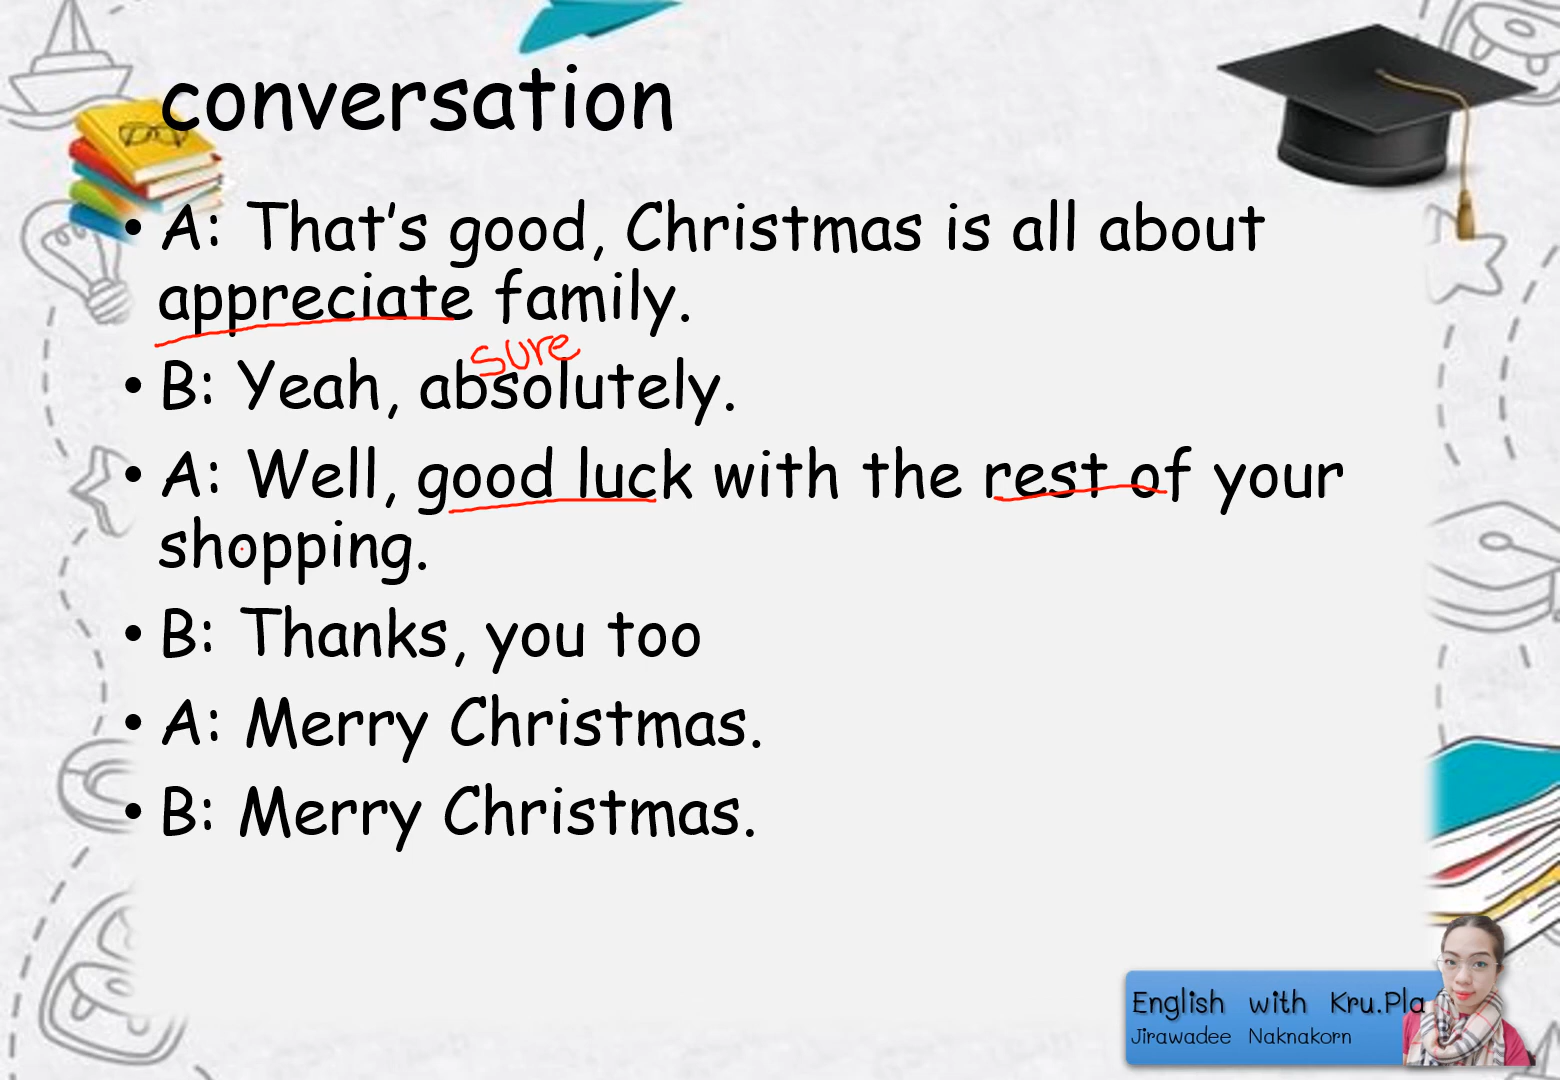 conversation
• A: That's good, Christmas is all about
appreciate family.
sure
• B: Yeah, absolutely.
• A: Well, good luck with the rest of your
shopping.
• B: Thanks, you too
• A: Merry Christmas.
• B: Merry Christmas.
English with Kru.Pla
Jirawadee Naknakorn